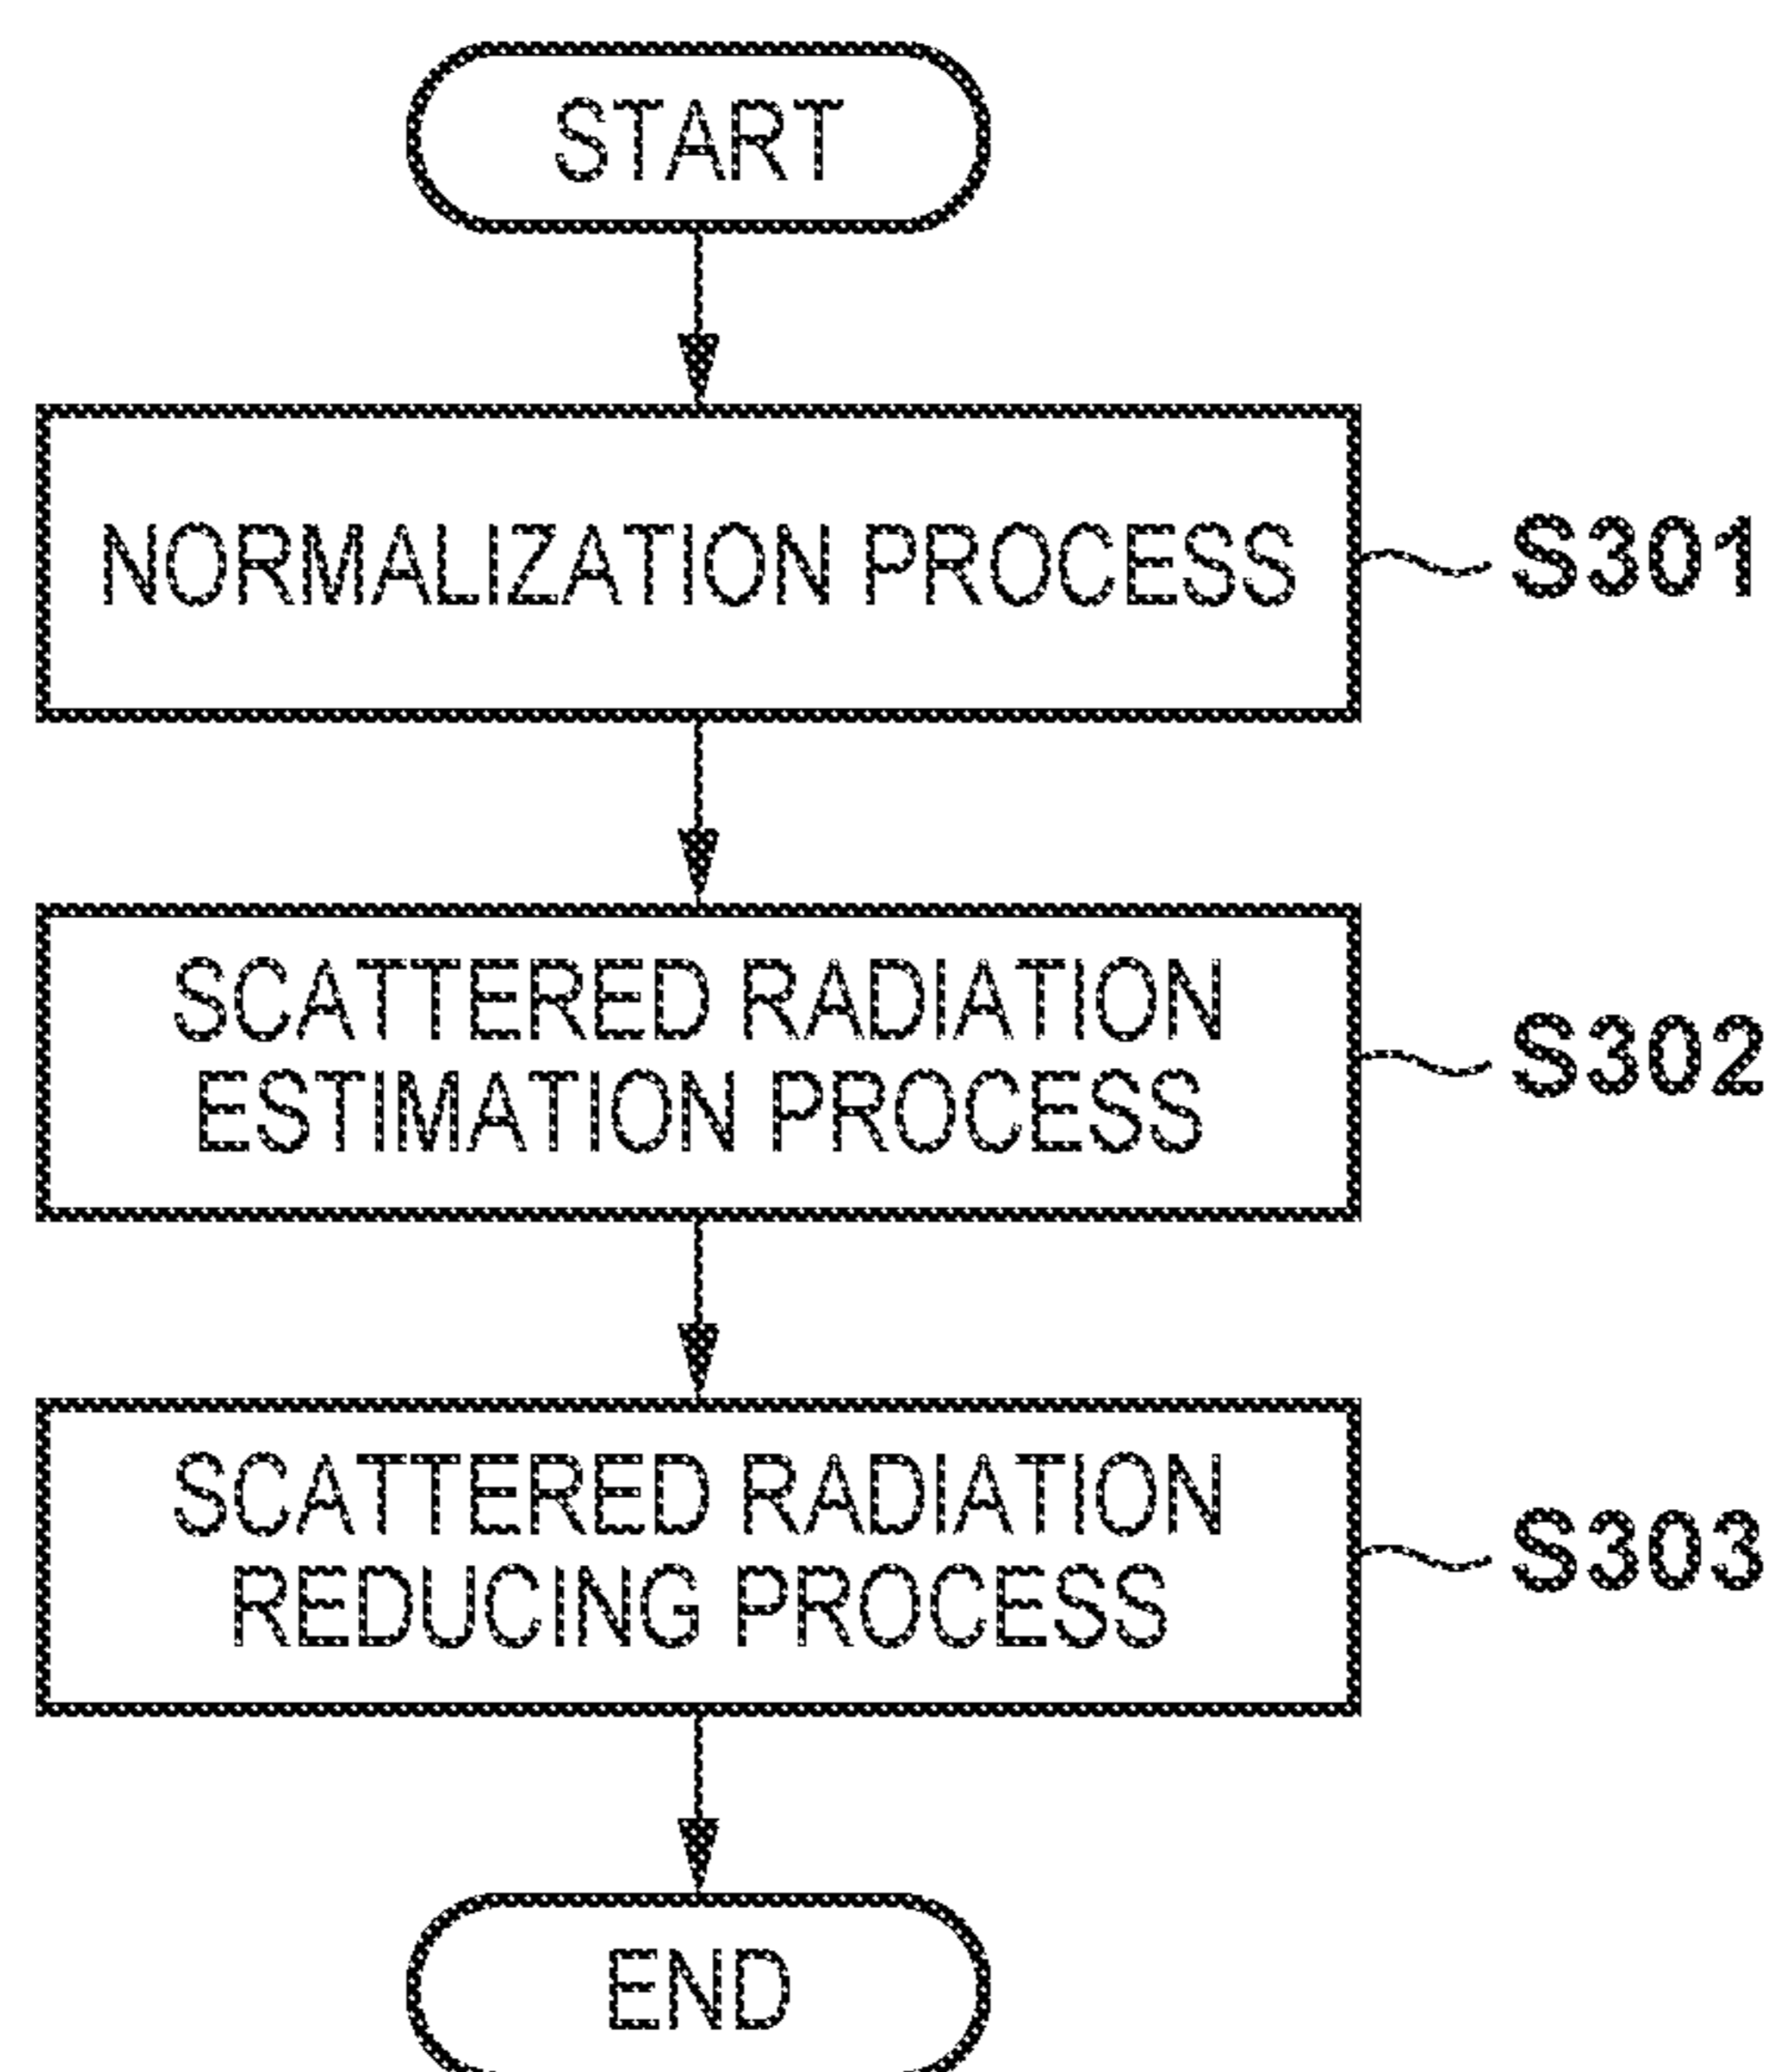 START
NORMALIZATION PROCESS
S301
SCATTERED RADIATION
ESTIMATION PROCESS
S302
SCATTERED RADIATION
REDUCING PROCESS
S303
END